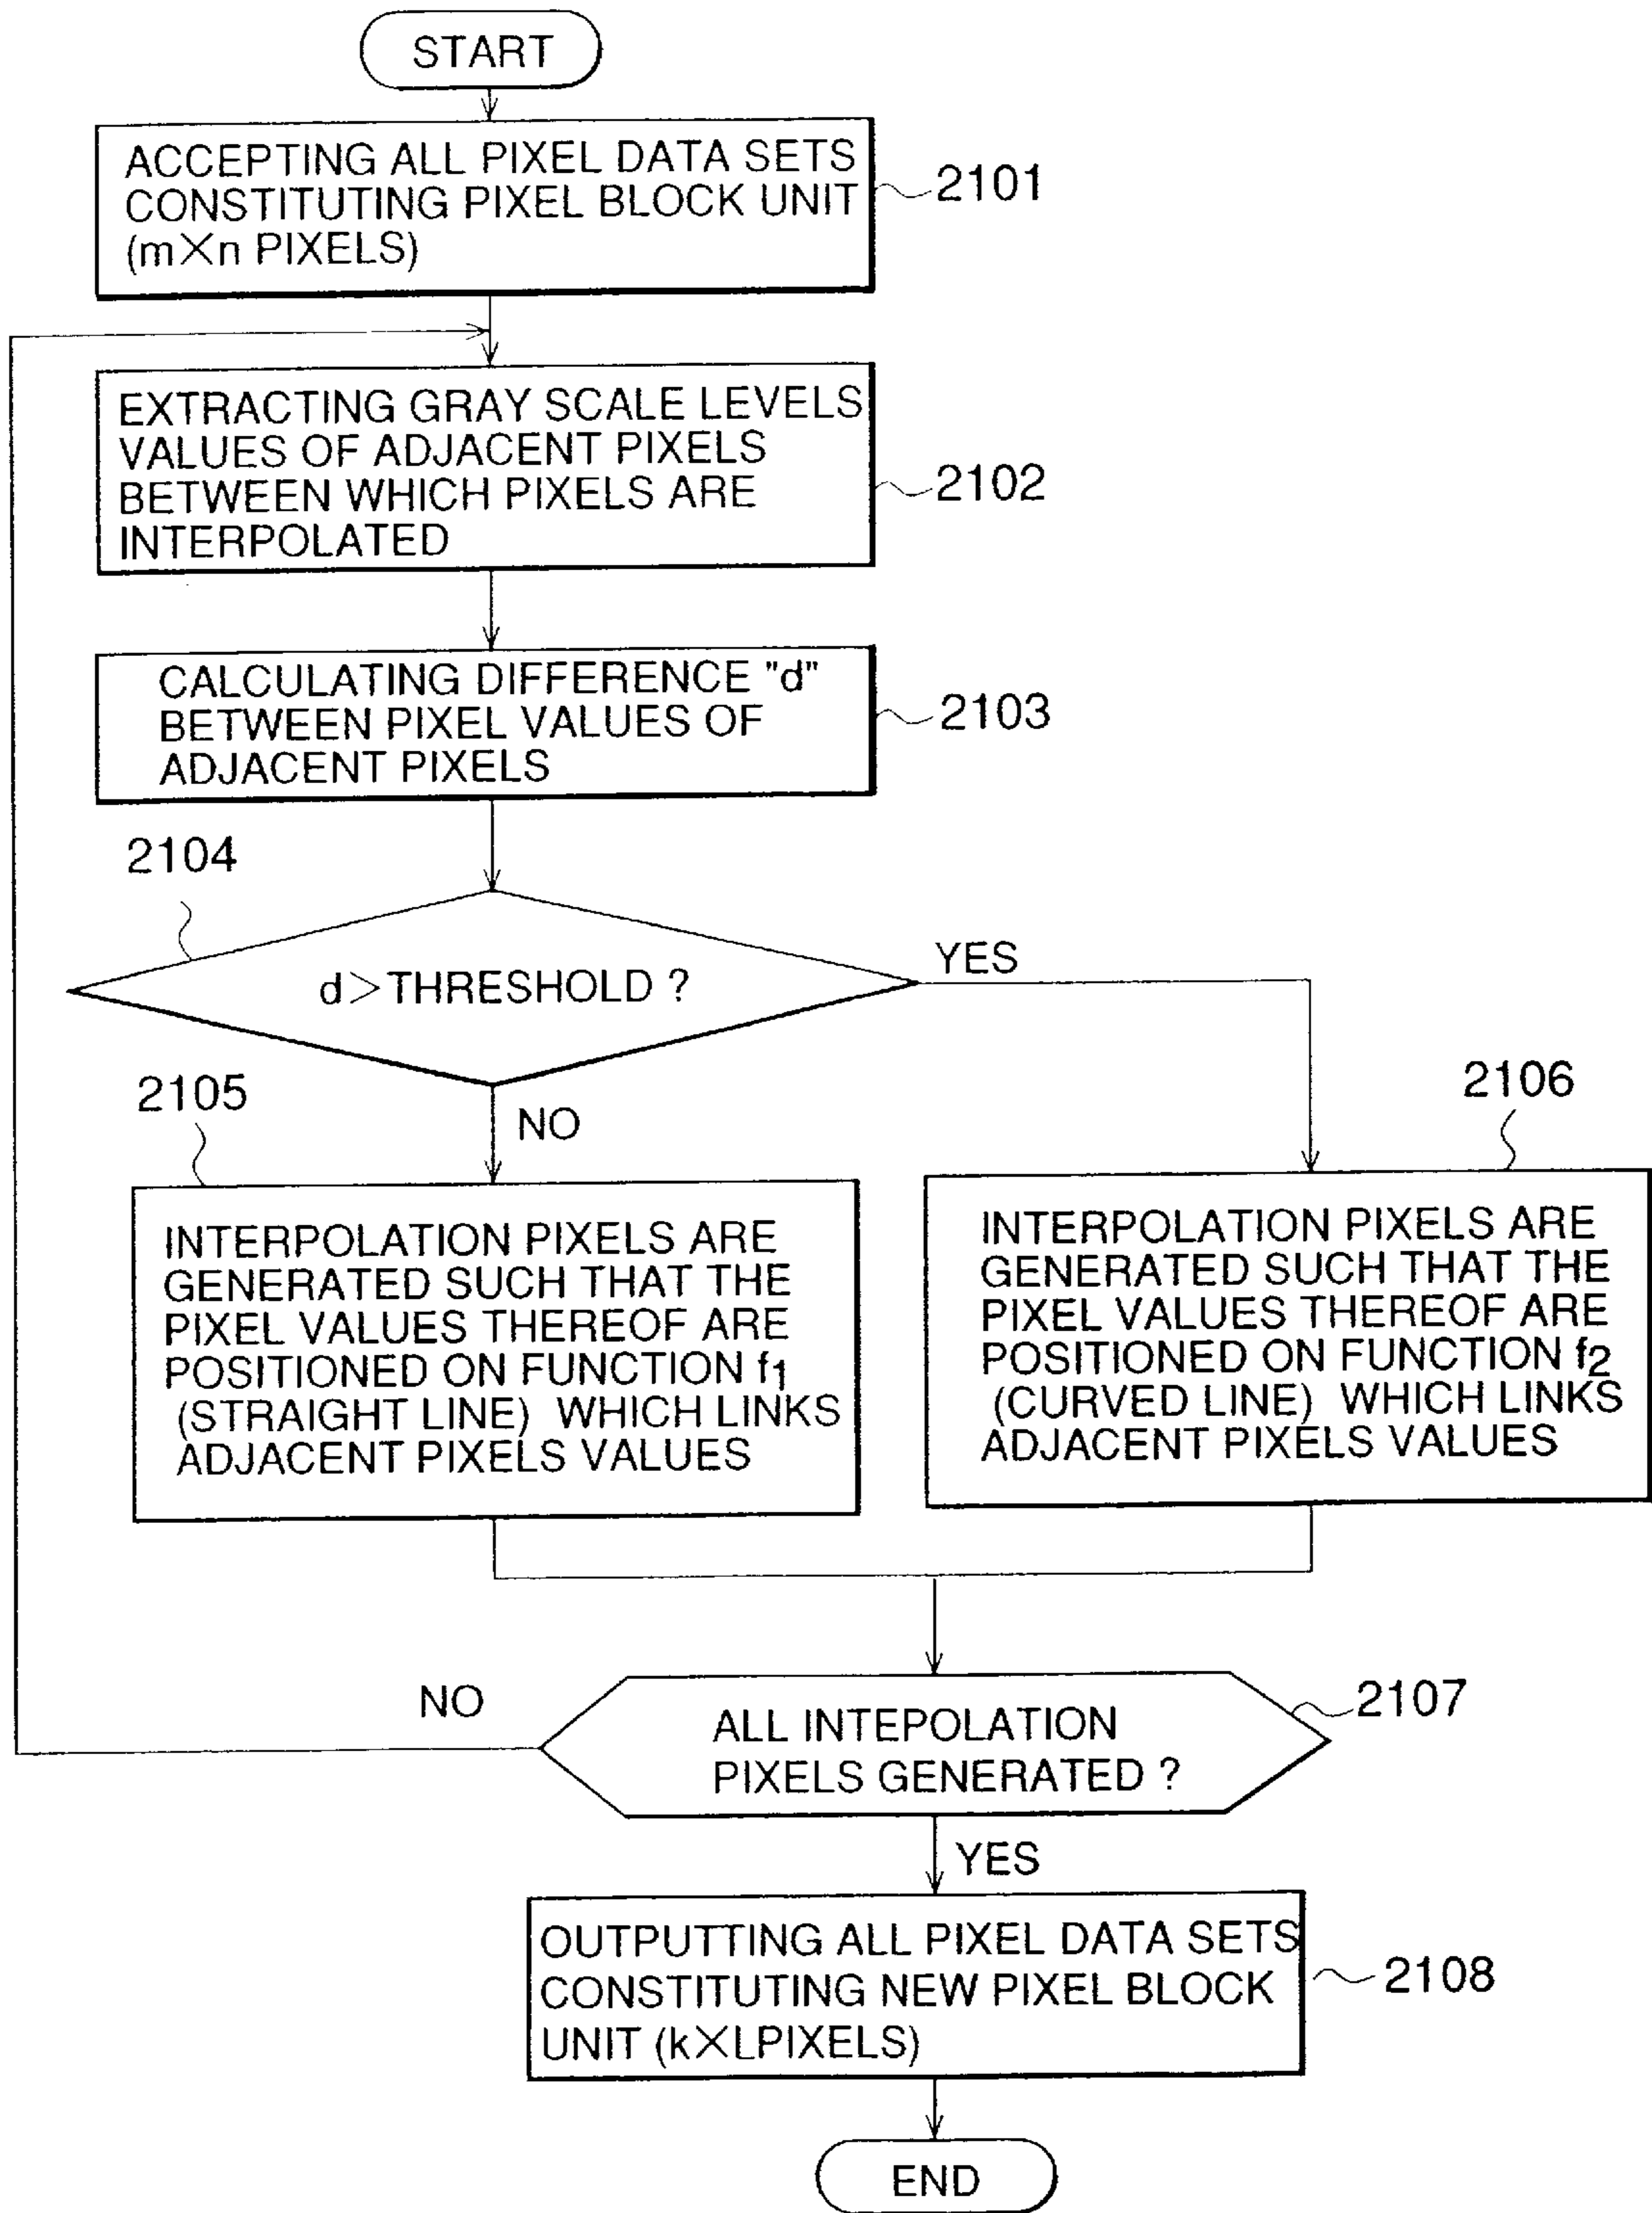 START
ACCEPTING ALL PIXEL DATA SETS
CONSTITUTING PIXEL BLOCK UNIT
(m×n PIXELS)
2101
EXTRACTING GRAY SCALE LEVELS
VALUES OF ADJACENT PIXELS
BETWEEN WHICH PIXELS ARE
INTERPOLATED
2102
CALCULATING DIFFERENCE "d"
BETWEEN PIXEL VALUES OF
ADJACENT PIXELS
2103
2104
d>THRESHOLD ?
YES
NO
2105
INTERPOLATION PIXELS ARE
GENERATED SUCH THAT THE
PIXEL VALUES THEREOF ARE
POSITIONED ON FUNCTION f1
(STRAIGHT LINE) WHICH LINKS
ADJACENT PIXELS VALUES
2106
INTERPOLATION PIXELS ARE
GENERATED SUCH THAT THE
PIXEL VALUES THEREOF ARE
POSITIONED ON FUNCTION f2
(CURVED LINE) WHICH LINKS
ADJACENT PIXELS VALUES
NO
ALL INTEPOLATION
PIXELS GENERATED ?
2107
YES
OUTPUTTING ALL PIXEL DATA SETS
CONSTITUTING NEW PIXEL BLOCK
UNIT (k×LPIXELS)
2108
END